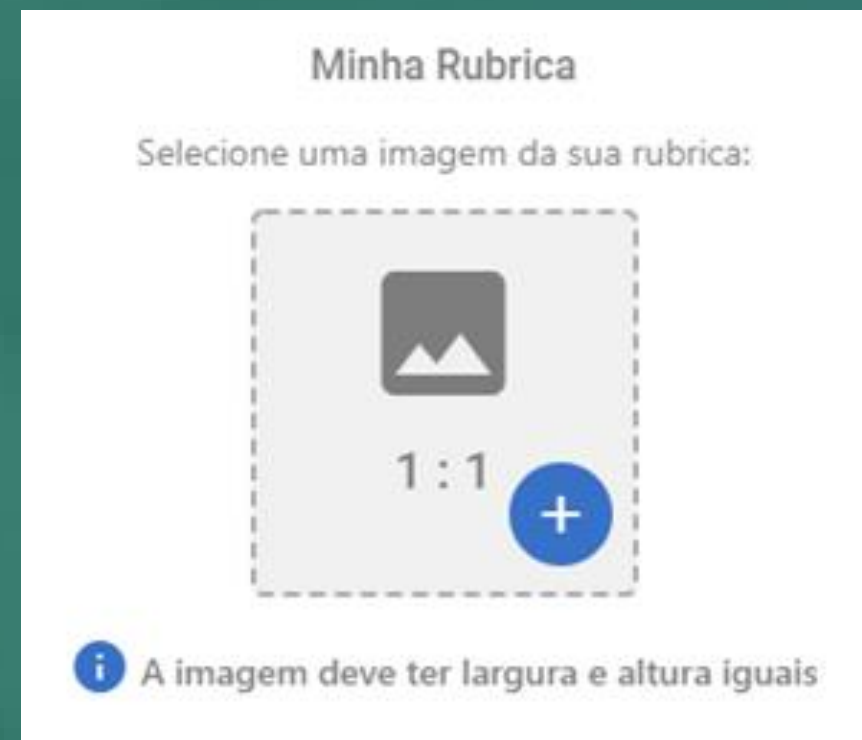 Minha Rubrica
Selecione uma imagem da sua rubrica:
1 : 1
A imagem deve ter largura e altura iguais